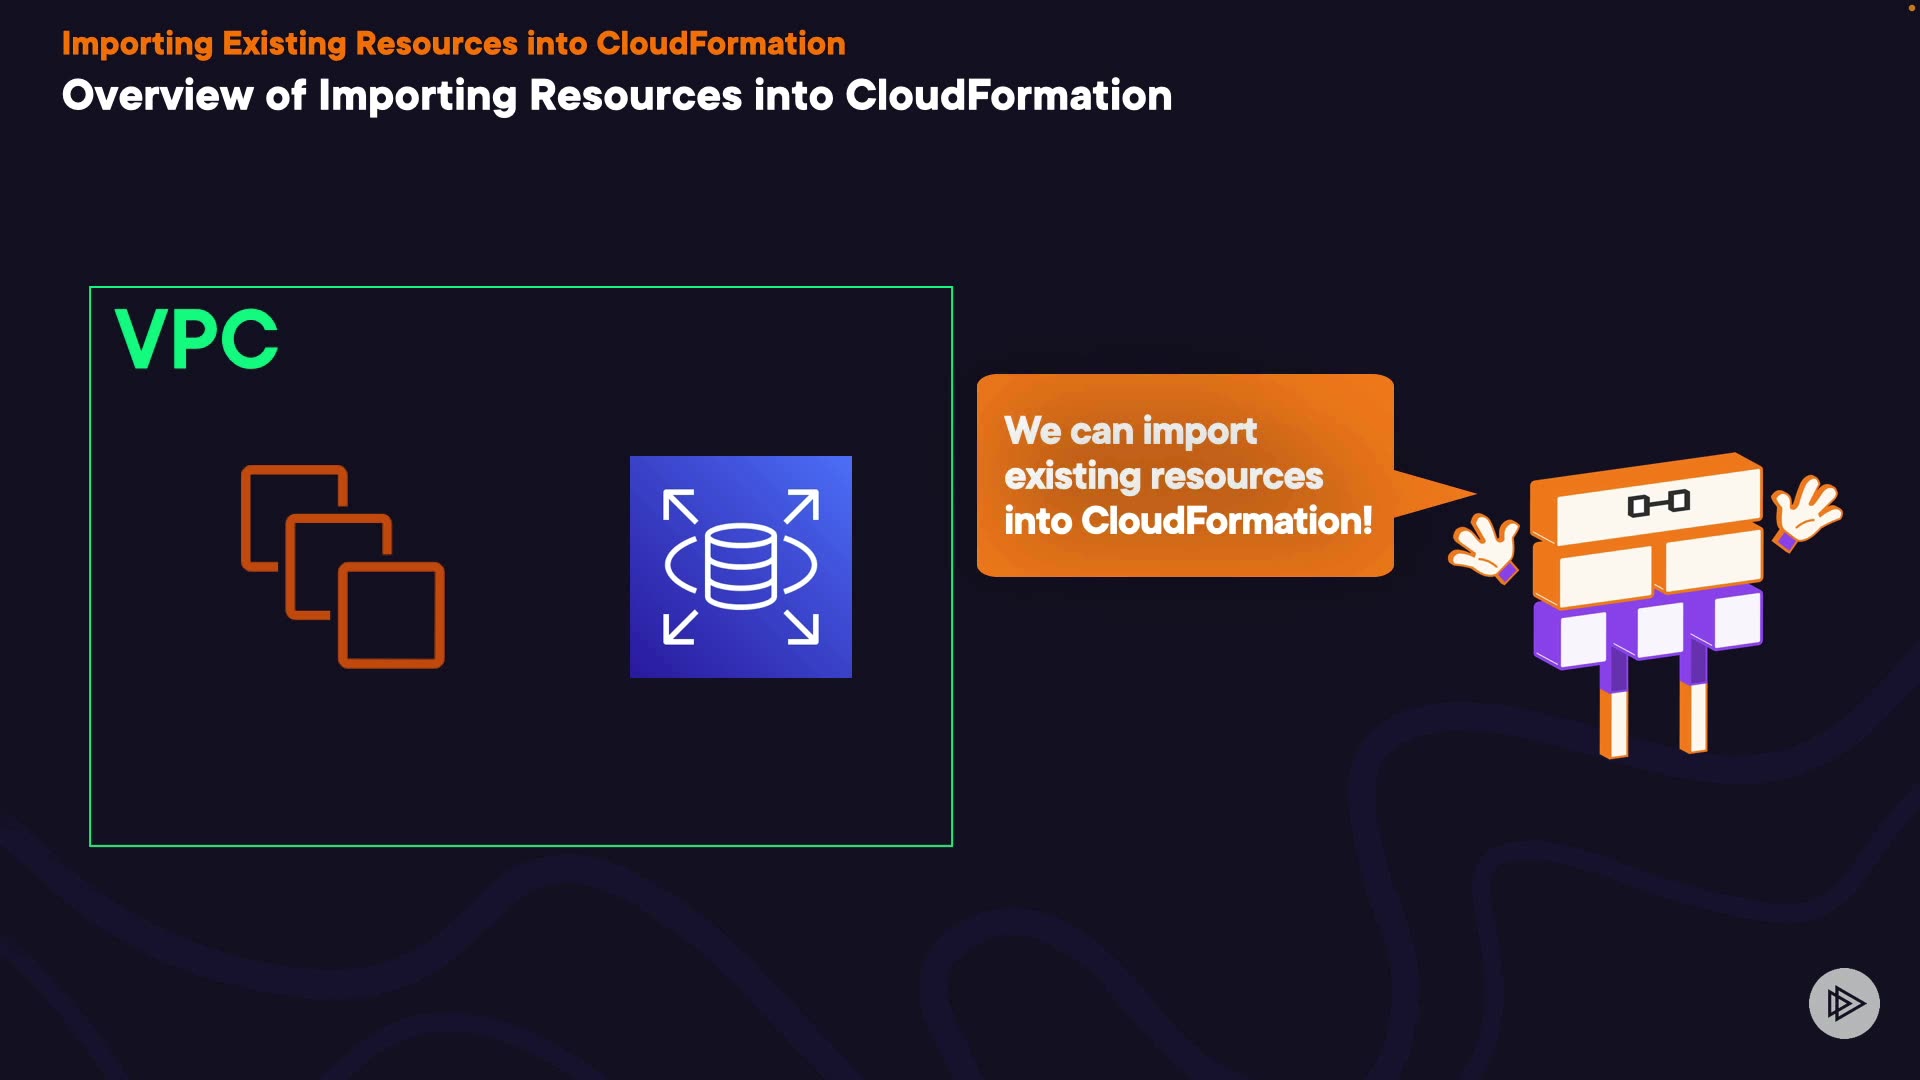 Importing Existing Resources into CloudFormation
Overview of Importing Resources into CloudFormation
VPC
We can import
existing resources
into CloudFormation!